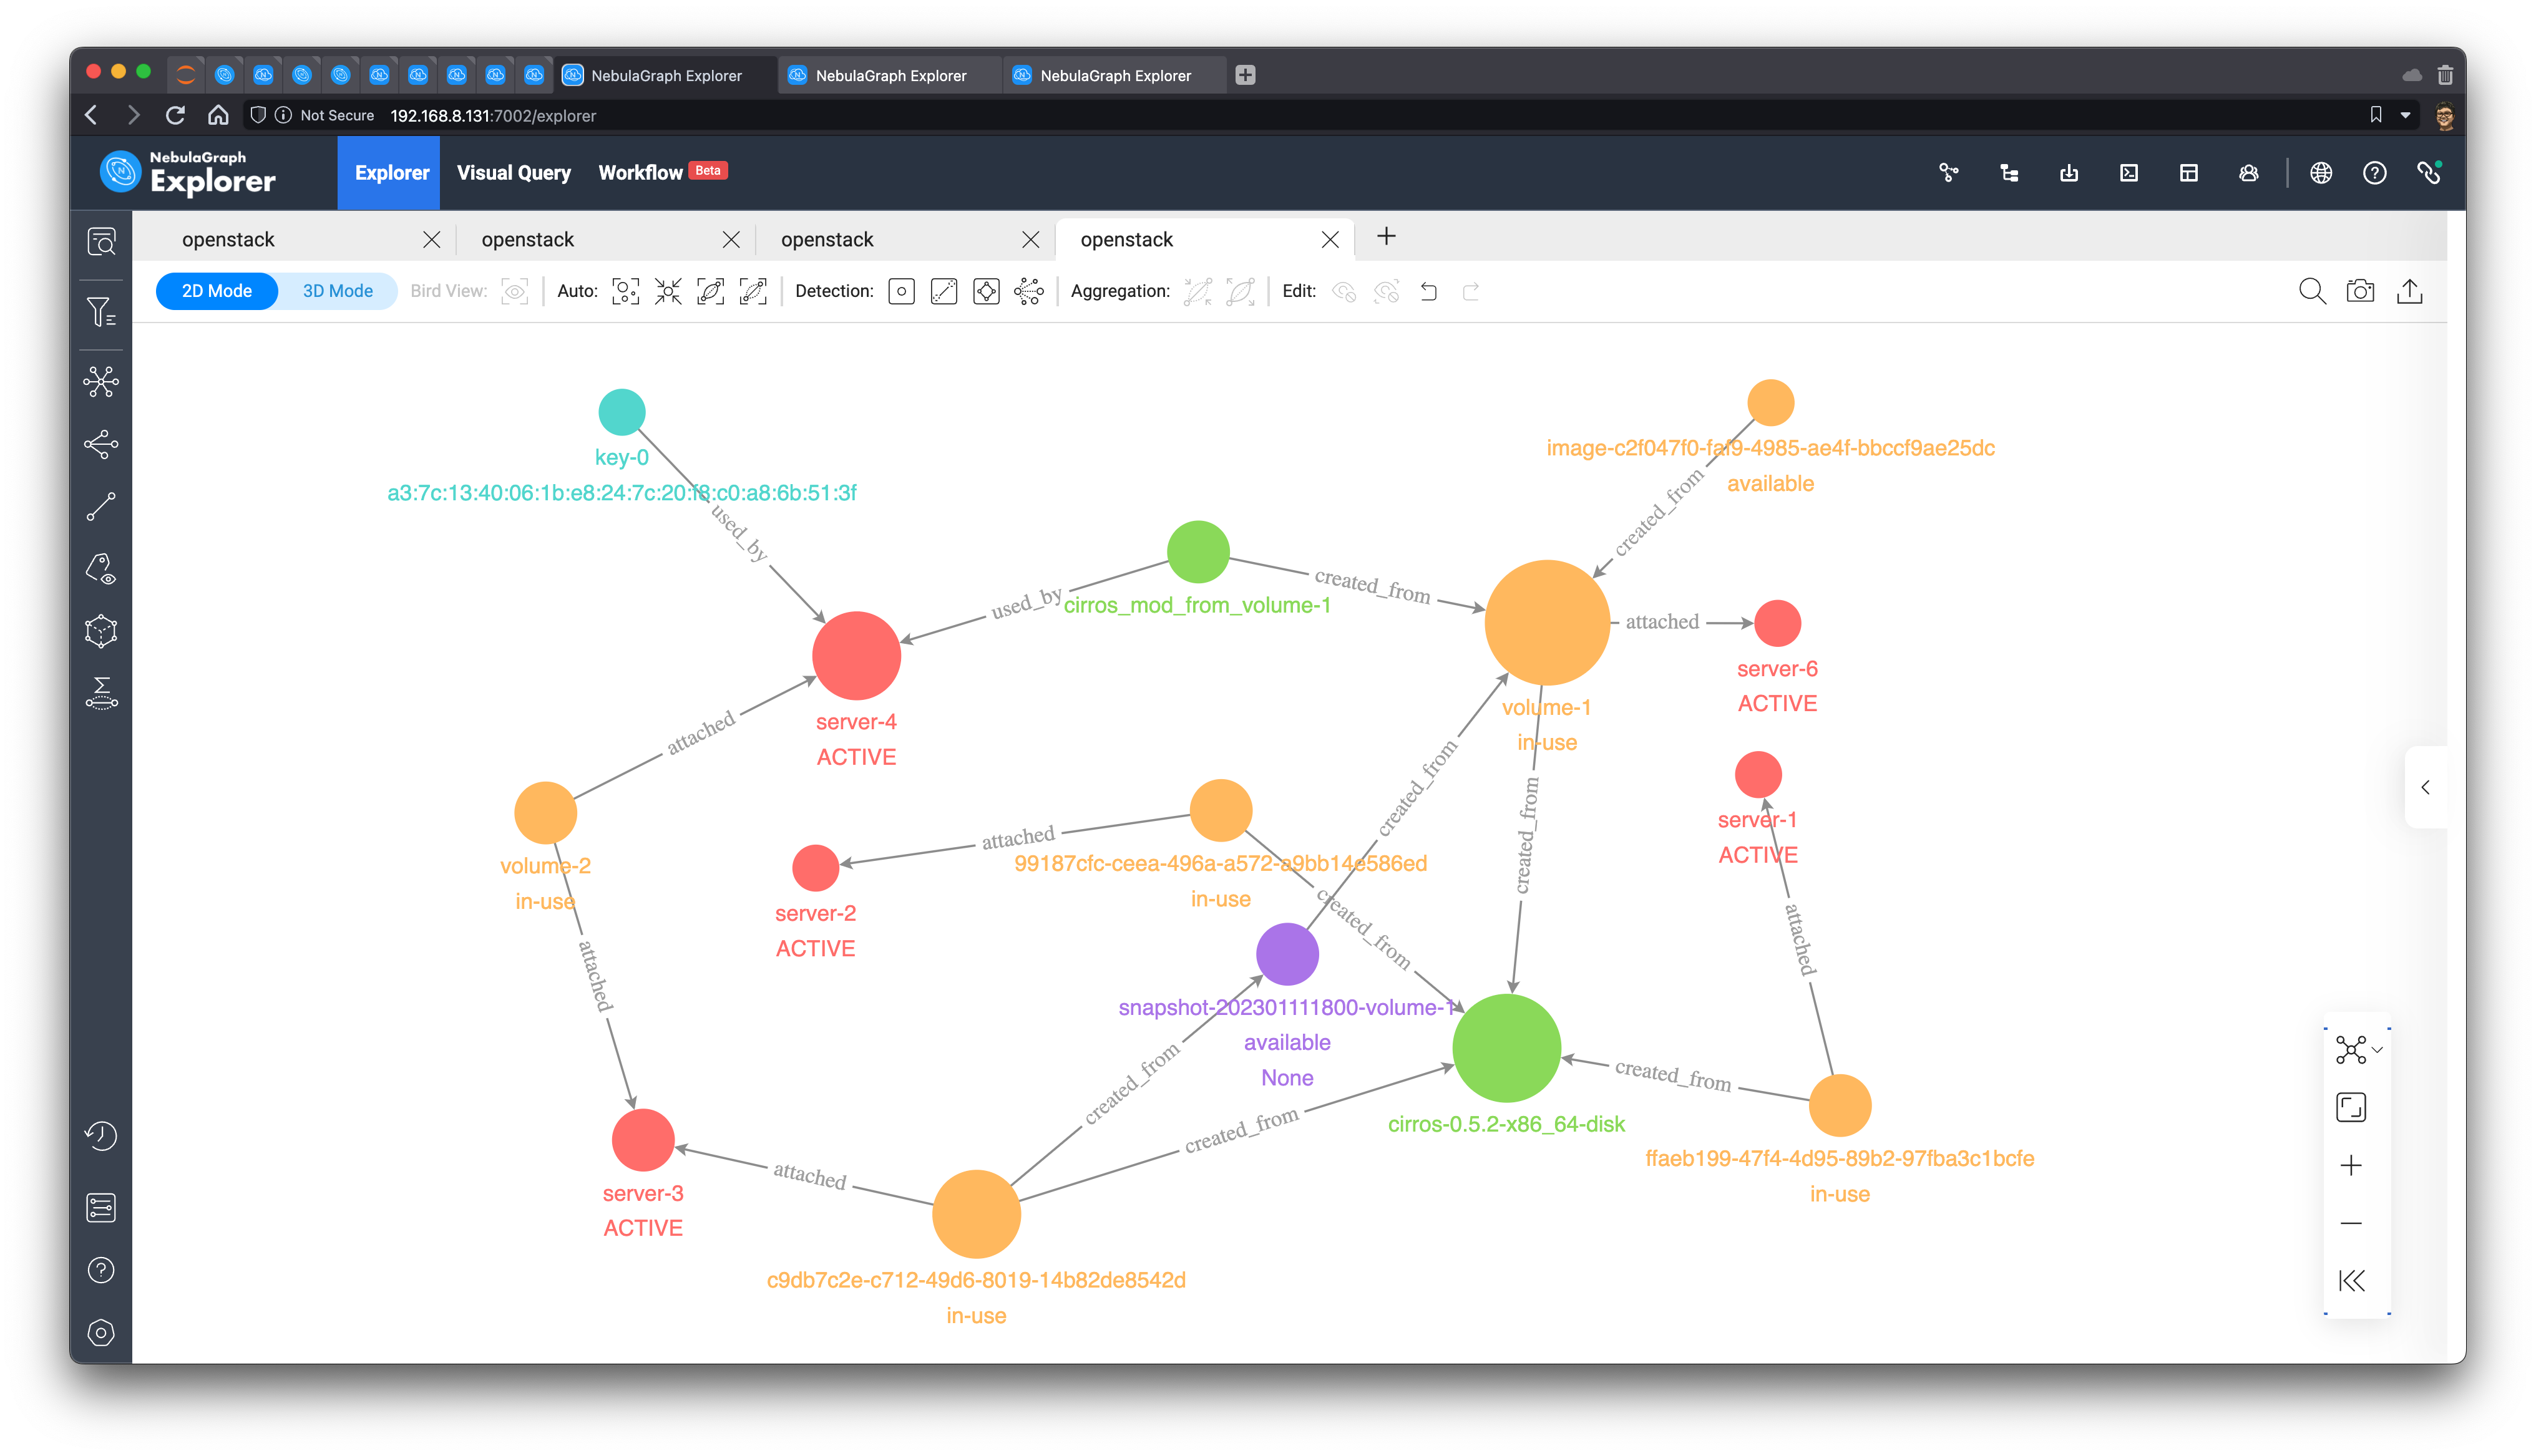 NebulaGraph Explorer
NebulaGraph Explorer
NebulaGraph Explorer
Not Secure 192.168.8.131:7002/explorer
NebulaGraph
Explorer
Explorer
Visual Query
Workflow
Beta
openstack
openstack
openstack
openstack
2D Mode
3D Mode
Bird View:
Auto:
Detection:
Aggregation:
Edit:
key-0
a3:7c:13:40:06:1b:e8:24:7c:20:f8:c0:a8:6b:51:3f
used_by
image-c2f047f0-faf9-4985-ae4f-bbccf9ae25dc
available
created_from
used_by
cirros_mod_from_volume-1
created_from
attached
server-6
ACTIVE
server-4
ACTIVE
volume-1
in-use
attached
created_from
created_from
server-1
ACTIVE
volume-2
in-use
attached
99187cfc-ceea-496a-a572-a9bb14e586ed
in-use
server-2
ACTIVE
created_from
attached
attached
snapshot-202301111800-volume-1
available
None
created_from
created_from
created_from
cirros-0.5.2-x86_64-disk
ffaeb199-47f4-4d95-89b2-97fba3c1bcfe
in-use
server-3
ACTIVE
attached
c9db7c2e-c712-49d6-8019-14b82de8542d
in-use